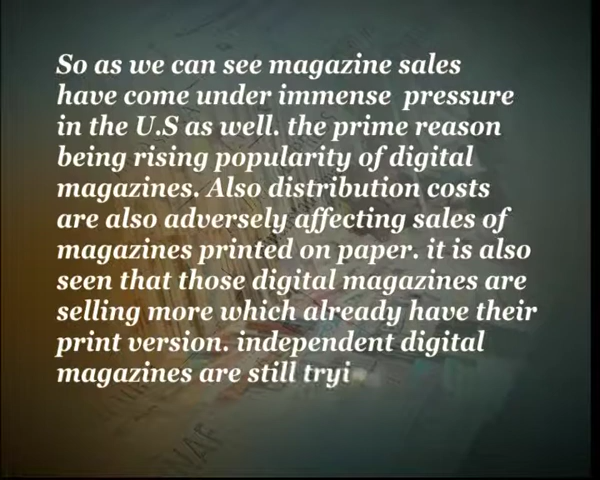 So as we can see magazine sales
have come under immense pressure
in the U.S as well. the prime reason
being rising popularity of digital
magazines. Also distribution costs
are also adversely affecting sales of
magazines printed on paper. it is also
seen that those digital magazines are
selling more which already have their
print version. independent digital
magazines are still tryi